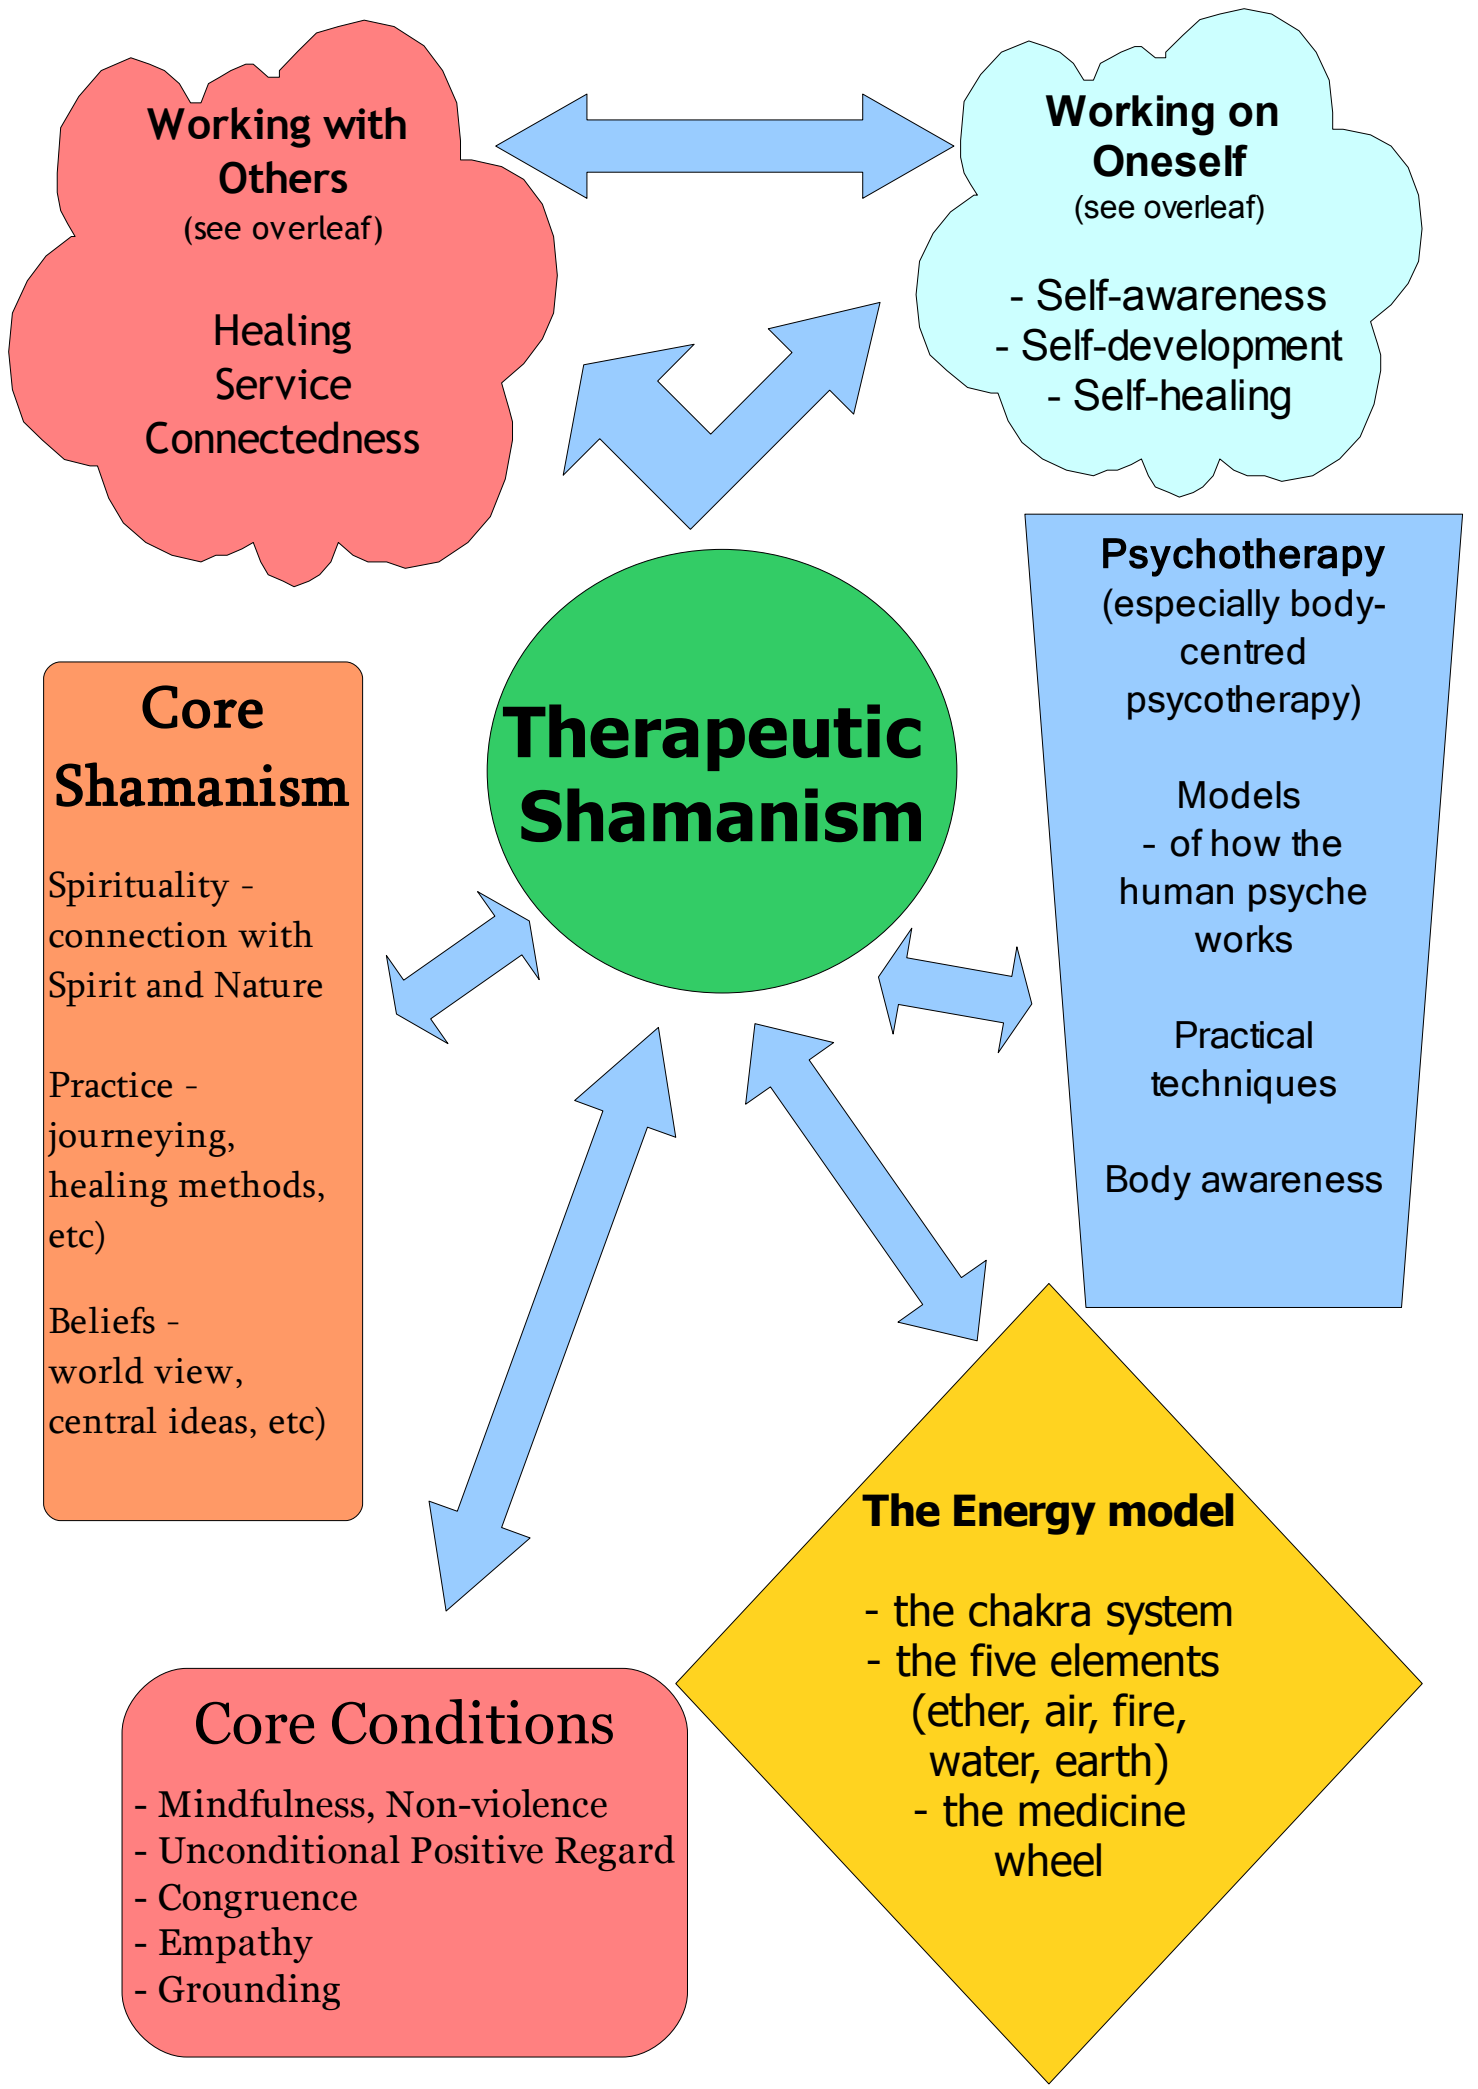 Working with
Others
(see overleaf)
Healing
Service
Connectedness
Working on
Oneself
(see overleaf)
- Self-awareness
- Self-development
- Self-healing
Therapeutic
Shamanism
Core
Shamanism
Spirituality -
connection with
Spirit and Nature
Practice -
journeying,
healing methods,
etc)
Beliefs -
world view,
central ideas, etc)
Psychotherapy
(especially body-
centred
psycotherapy)
Models
- of how the
human psyche
works
Practical
techniques
Body awareness
The Energy model
- the chakra system
- the five elements
(ether, air, fire,
water, earth)
- the medicine
wheel
Core Conditions
- Mindfulness, Non-violence
- Unconditional Positive Regard
- Congruence
- Empathy
- Grounding